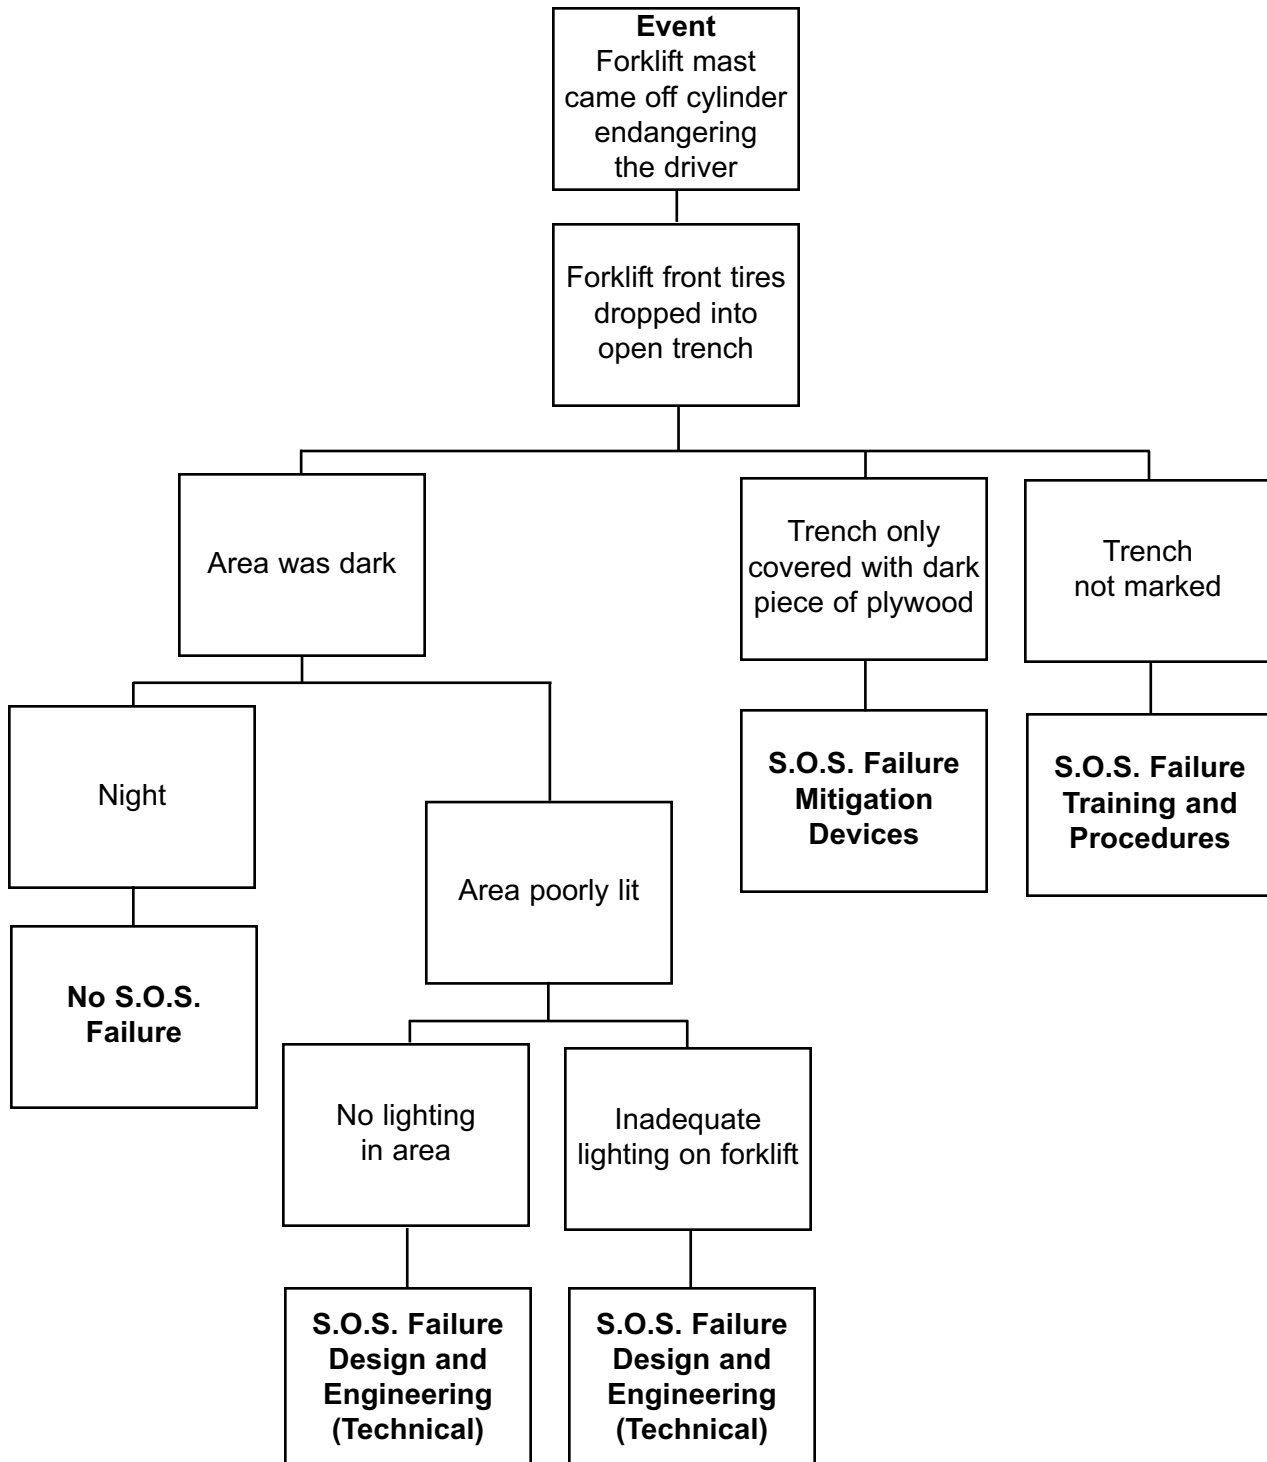 Event
Forklift mast
came off cylinder
endangering
the driver
Forklift front tires
dropped into
open trench
Area was dark
Trench only
covered with dark
piece of plywood
Trench
not marked
Night
Area poorly lit
S.O.S. Failure
Mitigation
Devices
S.O.S. Failure
Training and
Procedures
No S.O.S.
Failure
No lighting
in area
Inadequate
lighting on forklift
S.O.S. Failure
Design and
Engineering
(Technical)
S.O.S. Failure
Design and
Engineering
(Technical)